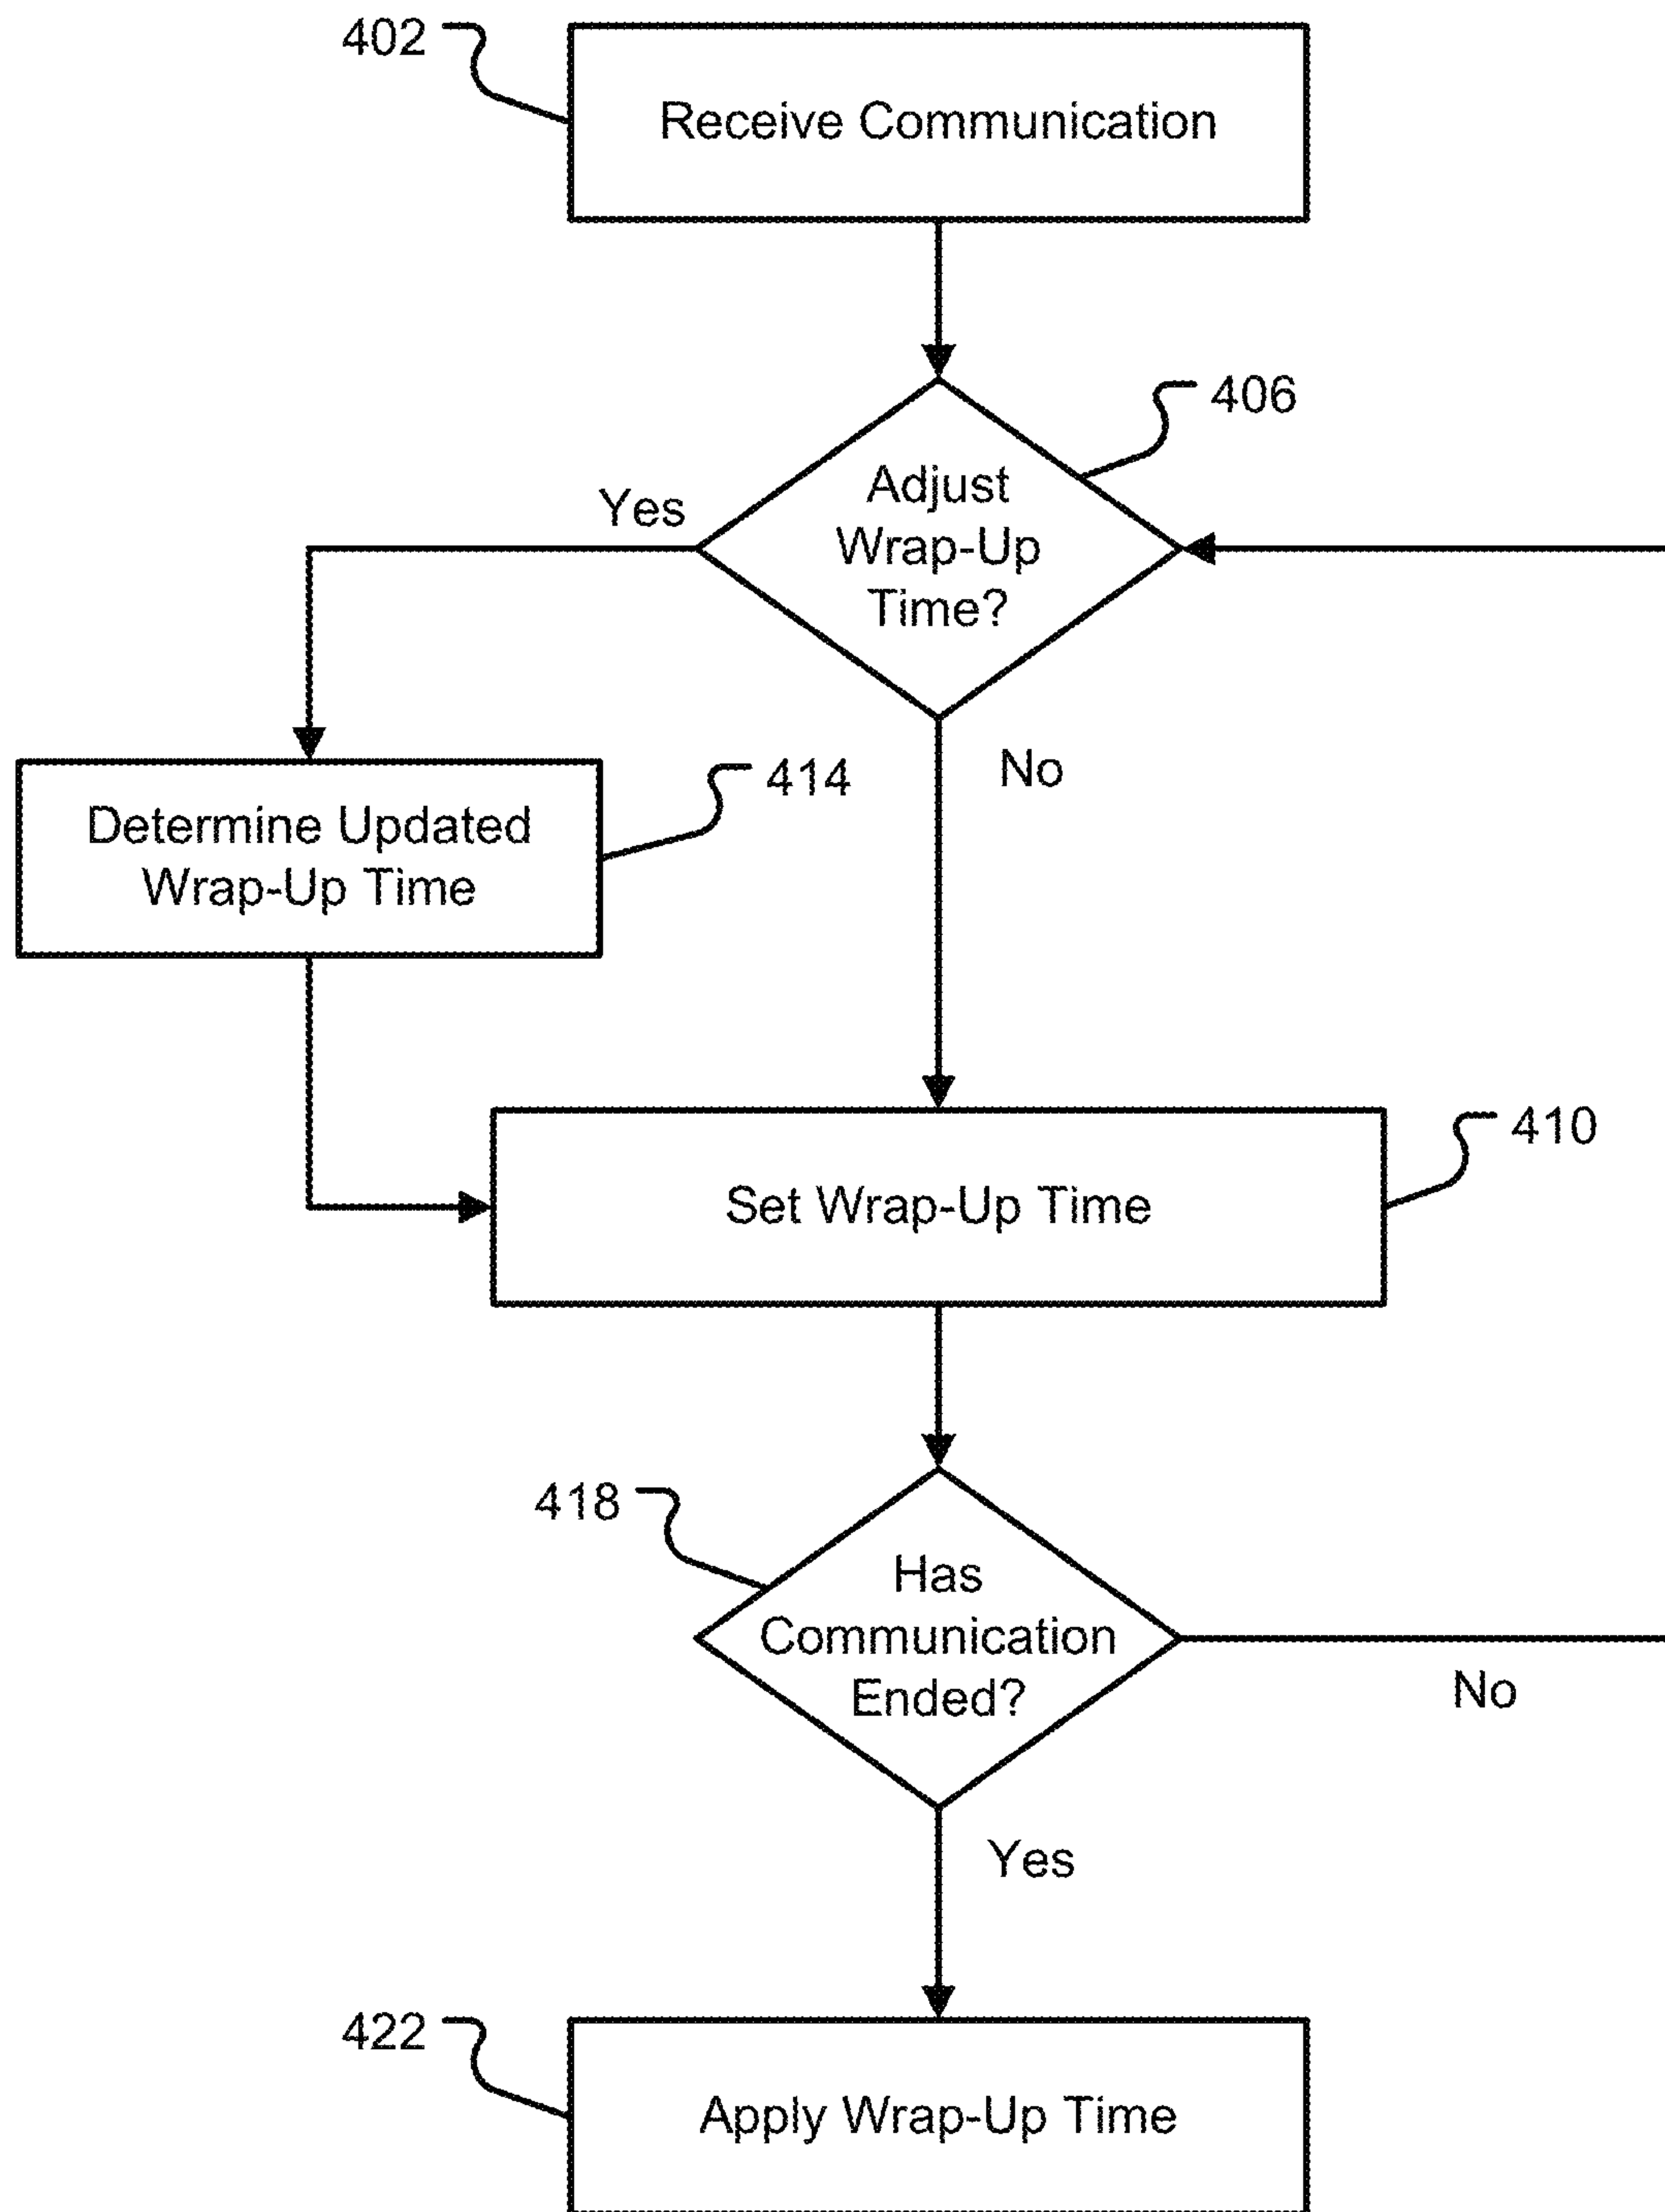 402
Receive Communication
406
Adjust
Wrap-Up
Time?
Yes
No
414
Determine Updated
Wrap-Up Time
410
Set Wrap-Up Time
418
Has
Communication
Ended?
No
Yes
422
Apply Wrap-Up Time